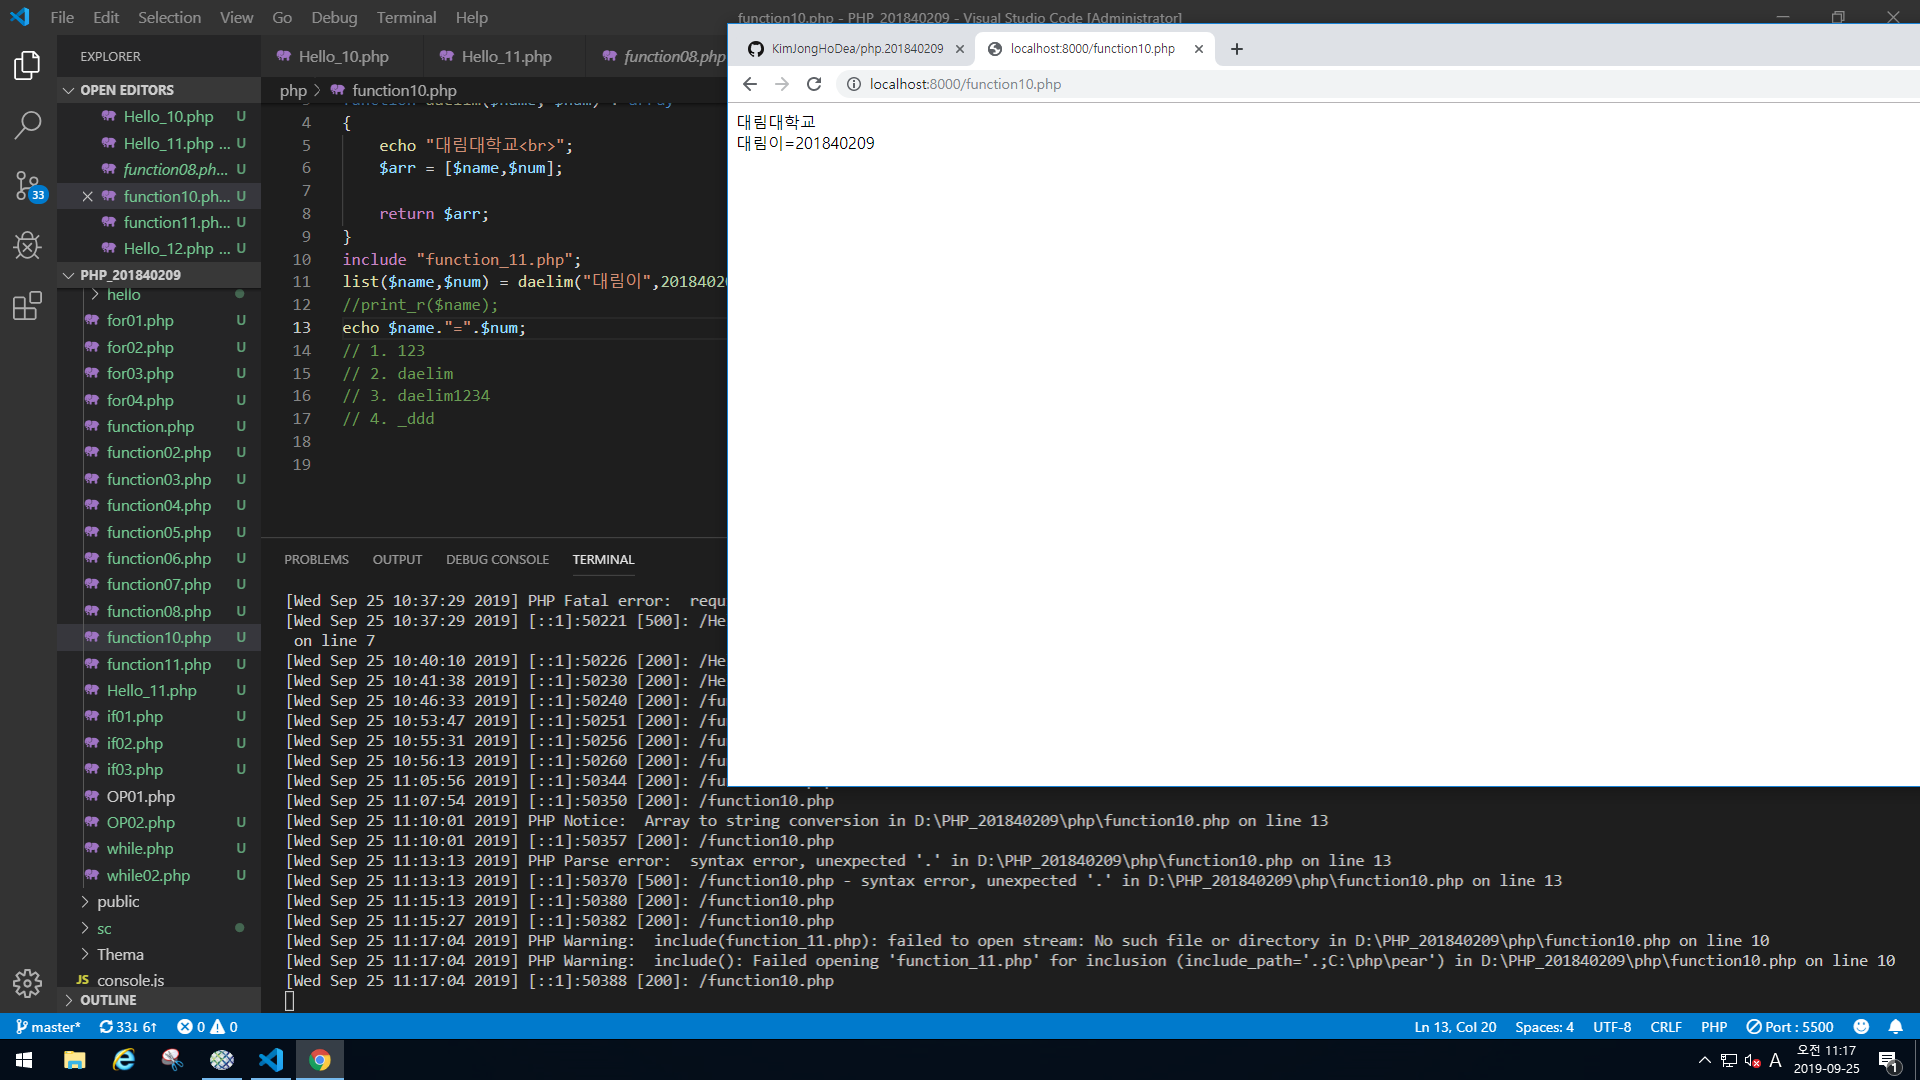 File Edit Selection View Go Debug Terminal Help
function10.php - PHP_201840209 - Visual Studio Code [Administrator]
EXPLORER
Hello_10.php
Hello_11.php
function08.php
KimJongHoDea/php.201840209
localhost:8000/function10.php
localhost:8000/function10.php
OPEN EDITORS
Hello_10.php U
Hello_11.php ... U
function08.ph... U
function10.ph... U
function11.ph... U
Hello_12.php ... U
33
PHP_201840209
hello
for01.php U
for02.php U
for03.php U
for04.php U
function.php U
function02.php U
function03.php U
function04.php U
function05.php U
function06.php U
function07.php U
function08.php U
function10.php U
function11.php U
Hello_11.php U
if01.php U
if02.php U
if03.php U
OP01.php
OP02.php U
while.php U
while02.php U
public
sc
Thema
JS console.js
OUTLINE
php > function10.php
function daelim($name, $num) : array
4 {
5 echo "대림대학교<br>";
6 $arr = [$name,$num];
7
8 return $arr;
9 }
10 include "function_11.php";
11 list($name,$num) = daelim("대림이",20184020
12 //print_r($name);
13 echo $name."=".$num;
14 // 1. 123
15 // 2. daelim
16 // 3. daelim1234
17 // 4. _ddd
18
19
대림대학교
대림이=201840209
PROBLEMS OUTPUT DEBUG CONSOLE TERMINAL
[Wed Sep 25 10:37:29 2019] PHP Fatal error:  requ
[Wed Sep 25 10:37:29 2019] [::1]:50221 [500]: /He
on line 7
[Wed Sep 25 10:40:10 2019] [::1]:50226 [200]: /He
[Wed Sep 25 10:41:38 2019] [::1]:50230 [200]: /He
[Wed Sep 25 10:46:33 2019] [::1]:50240 [200]: /fu
[Wed Sep 25 10:53:47 2019] [::1]:50251 [200]: /fu
[Wed Sep 25 10:55:31 2019] [::1]:50256 [200]: /fu
[Wed Sep 25 10:56:13 2019] [::1]:50260 [200]: /fu
[Wed Sep 25 11:05:56 2019] [::1]:50344 [200]: /fu
[Wed Sep 25 11:07:54 2019] [::1]:50350 [200]: /function10.php
[Wed Sep 25 11:10:01 2019] PHP Notice:  Array to string conversion in D:\PHP_201840209\php\function10.php on line 13
[Wed Sep 25 11:10:01 2019] [::1]:50357 [200]: /function10.php
[Wed Sep 25 11:13:13 2019] PHP Parse error:  syntax error, unexpected '.' in D:\PHP_201840209\php\function10.php on line 13
[Wed Sep 25 11:13:13 2019] [::1]:50370 [500]: /function10.php - syntax error, unexpected '.' in D:\PHP_201840209\php\function10.php on line 13
[Wed Sep 25 11:15:13 2019] [::1]:50380 [200]: /function10.php
[Wed Sep 25 11:15:27 2019] [::1]:50382 [200]: /function10.php
[Wed Sep 25 11:17:04 2019] PHP Warning:  include(function_11.php): failed to open stream: No such file or directory in D:\PHP_201840209\php\function10.php on line 10
[Wed Sep 25 11:17:04 2019] PHP Warning:  include(): Failed opening 'function_11.php' for inclusion (include_path='.;C:\php\pear') in D:\PHP_201840209\php\function10.php on line 10
[Wed Sep 25 11:17:04 2019] [::1]:50388 [200]: /function10.php
master* 33↓ 6↑ 0 0
Ln 13, Col 20 Spaces: 4 UTF-8 CRLF PHP Port : 5500
A 오전 11:17
2019-09-25
1